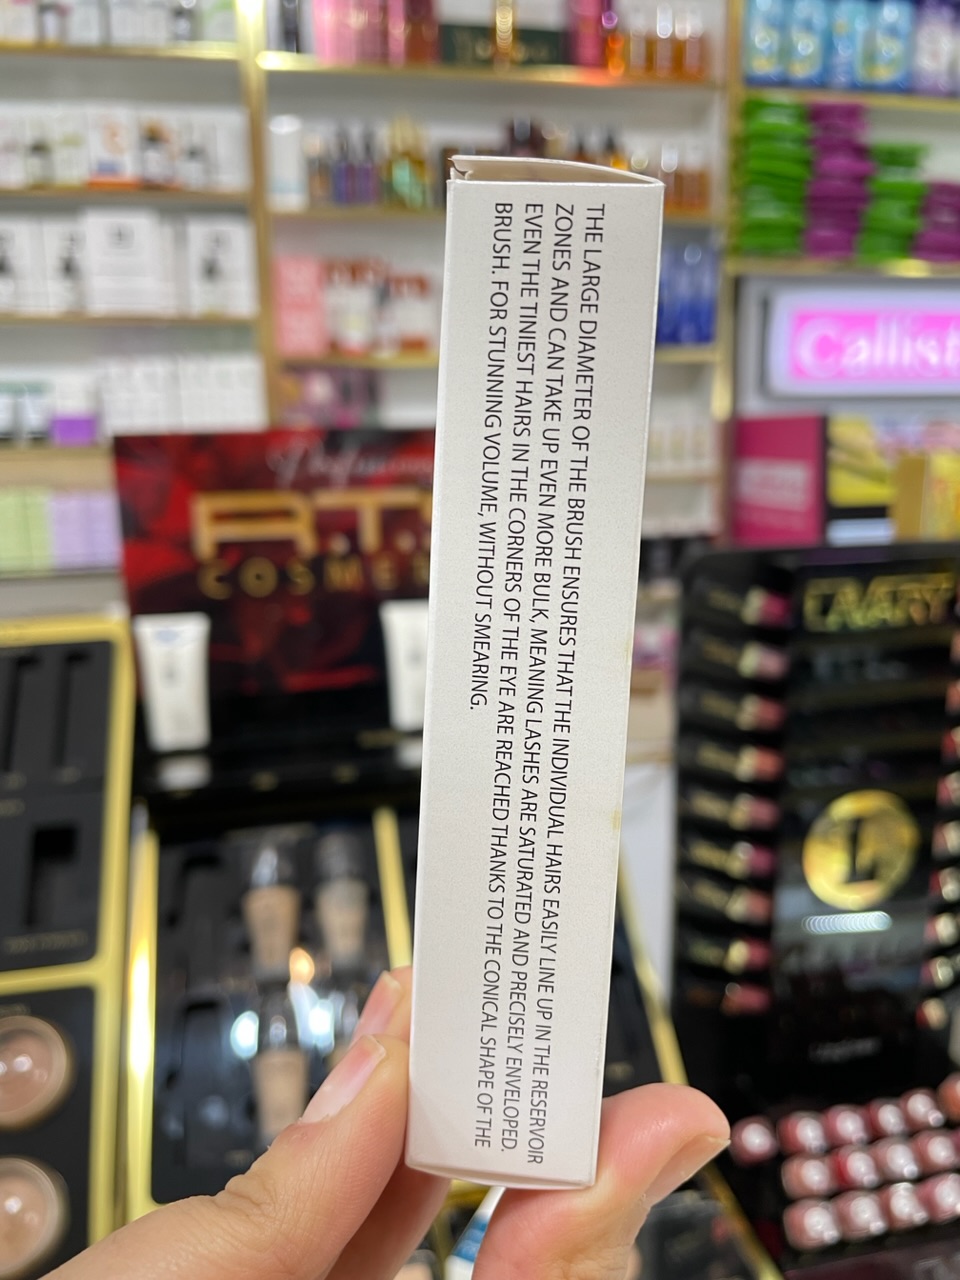 THE LARGE DIAMETER OF THE BRUSH ENSURES THAT THE INDIVIDUAL HAIRS EASILY LINE UP IN THE RESERVOIR
ZONES AND CAN TAKE UP EVEN MORE BULK, MEANING LASHES ARE SATURATED AND PRECISELY ENVELOPED.
EVEN THE TINIEST HAIRS IN THE CORNERS OF THE EYE ARE REACHED THANKS TO THE CONICAL SHAPE OF THE
BRUSH. FOR STUNNING VOLUME, WITHOUT SMEARING.
Callist